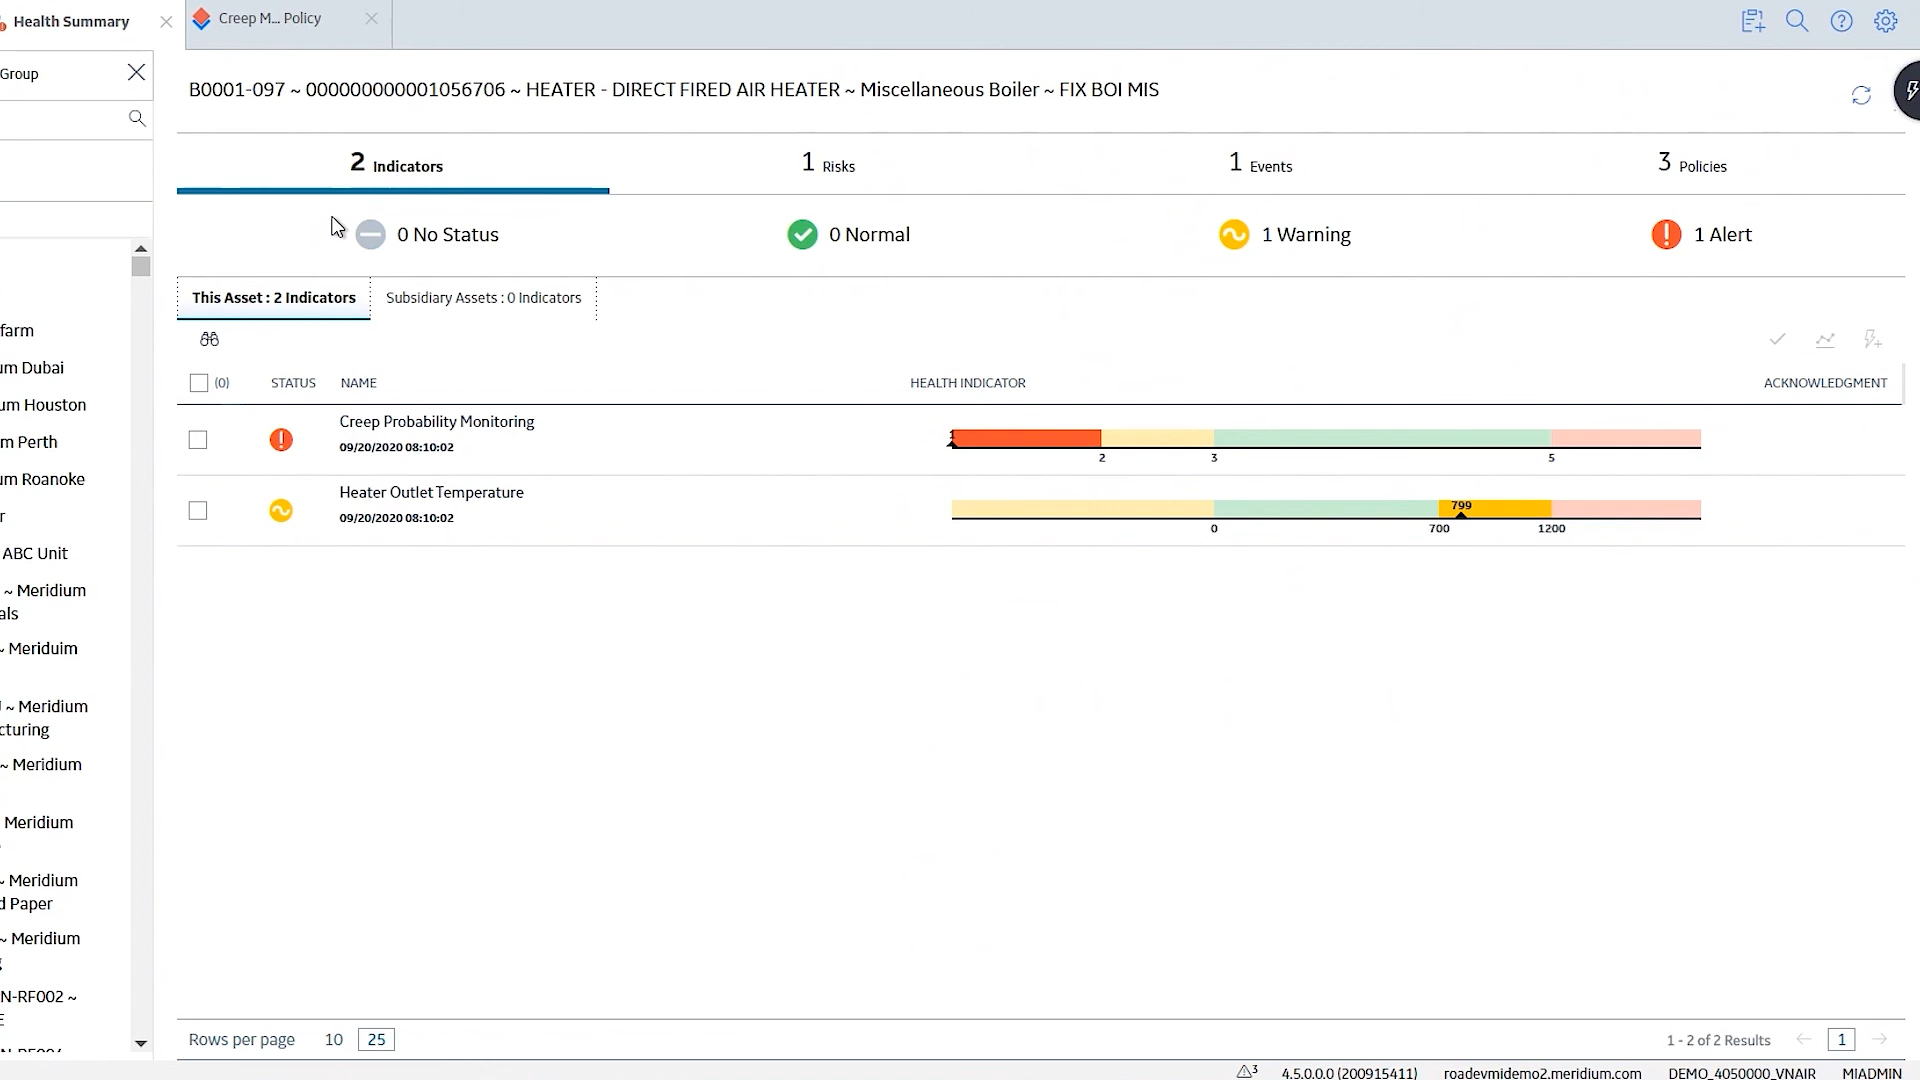 Health Summary
Creep M... Policy
Group
B0001-097 ~ 000000000001056706 ~ HEATER - DIRECT FIRED AIR HEATER ~ Miscellaneous Boiler ~ FIX BOI MIS
2 Indicators
1 Risks
1 Events
3 Policies
0 No Status
0 Normal
1 Warning
1 Alert
This Asset : 2 Indicators
Subsidiary Assets : 0 Indicators
(0)
STATUS
NAME
HEALTH INDICATOR
ACKNOWLEDGMENT
Creep Probability Monitoring
09/20/2020 08:10:02
1
2
3
5
Heater Outlet Temperature
09/20/2020 08:10:02
799
0
700
1200
farm
um Dubai
um Houston
m Perth
um Roanoke
r
ABC Unit
~ Meridium
als
~ Meriduim
~ Meridium
cturing
~ Meridium
Meridium
~ Meridium
d Paper
~ Meridium
N-RF002 ~
E
Rows per page 10 25
1 - 2 of 2 Results
1
3
4.5.0.0.0 (200915411)
roadevmidemo2.meridium.com
DEMO_4050000_VNAIR
MIADMIN